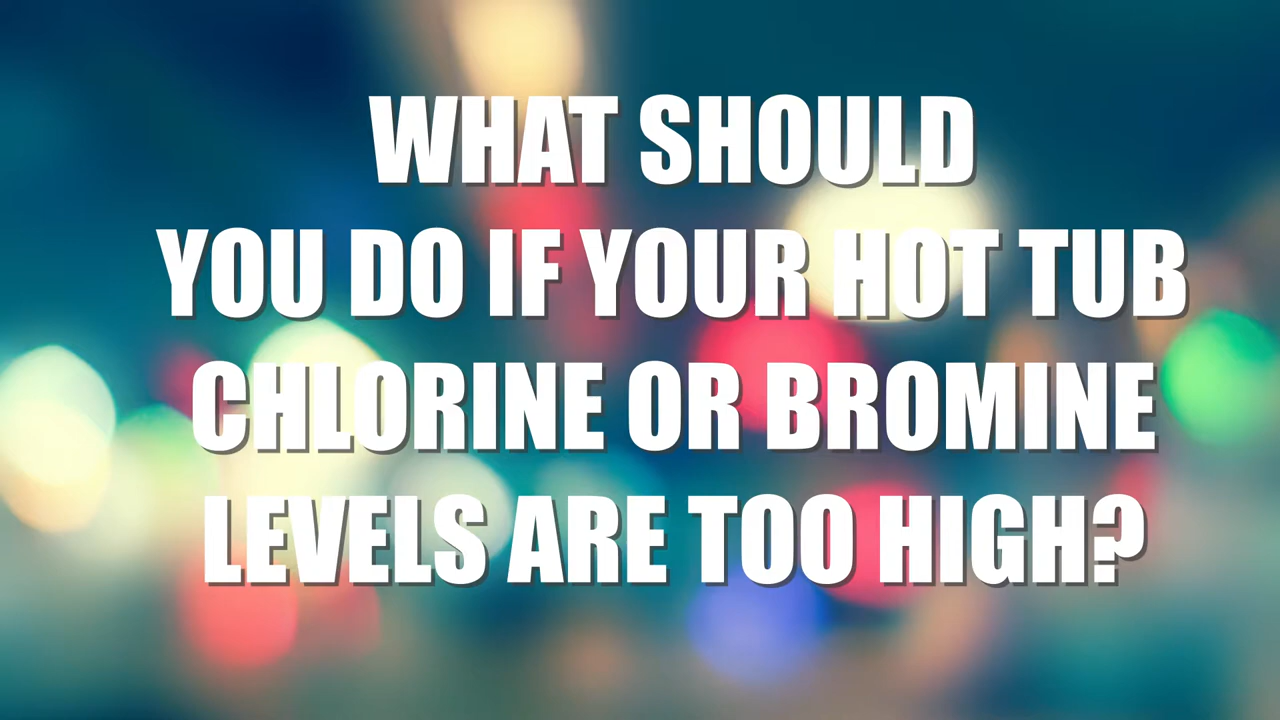 WHAT SHOULD
YOU DO IF YOUR HOT TUB
CHLORINE OR BROMINE
LEVELS ARE TOO HIGH?